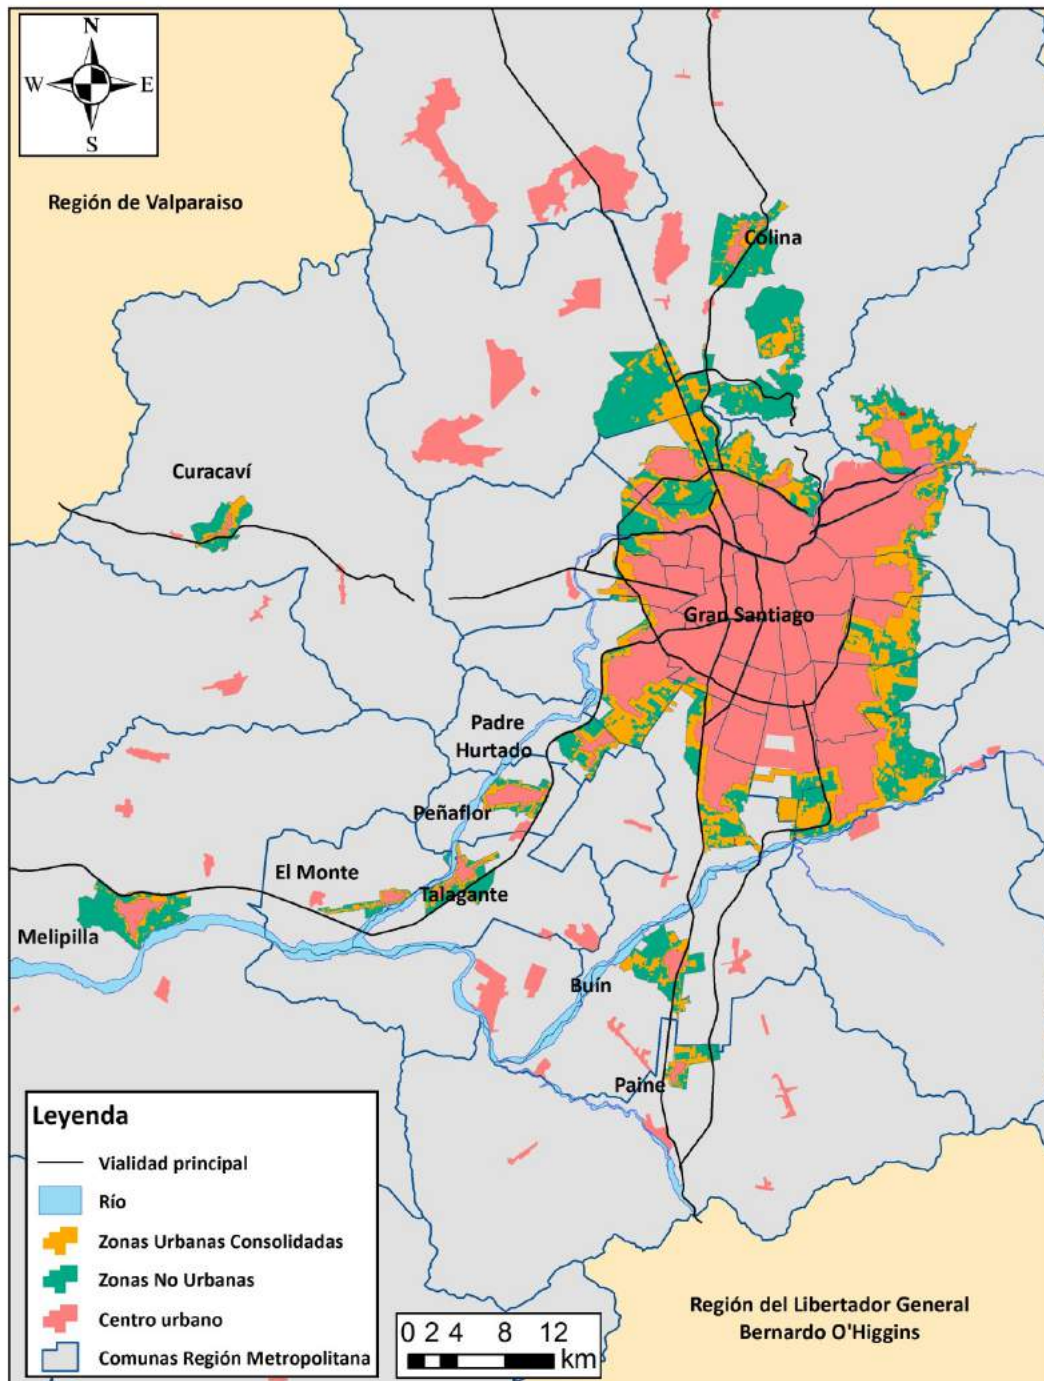 N
W E
S
Región de Valparaiso
Colina
Curacaví
Gran Santiago
Padre
Hurtado
Peñaflor
El Monte
Talagante
Melipilla
Buín
Paine
Leyenda
Vialidad principal
Río
Zonas Urbanas Consolidadas
Zonas No Urbanas
Centro urbano
Comunas Región Metropolitana
0 2 4 8 12
km
Región del Libertador General
Bernardo O'Higgins